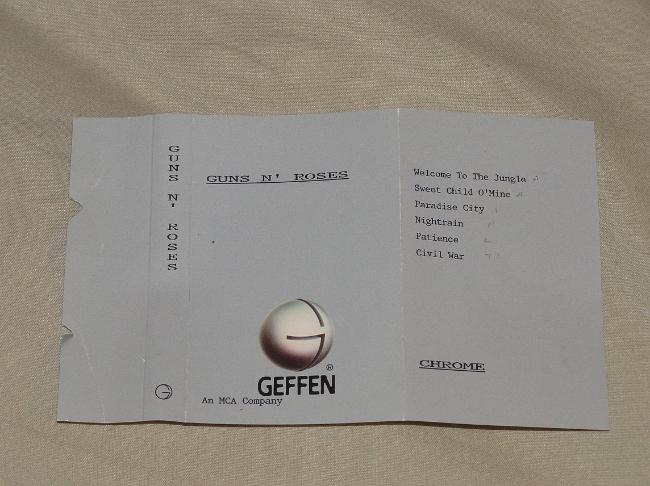 GUNS N' ROSES
GUNS N' ROSES
GEFFEN®
An MCA Company
Welcome To The Jungle
Sweet Child O'Mine
Paradise City
Nightrain
Patience
Civil War
CHROME